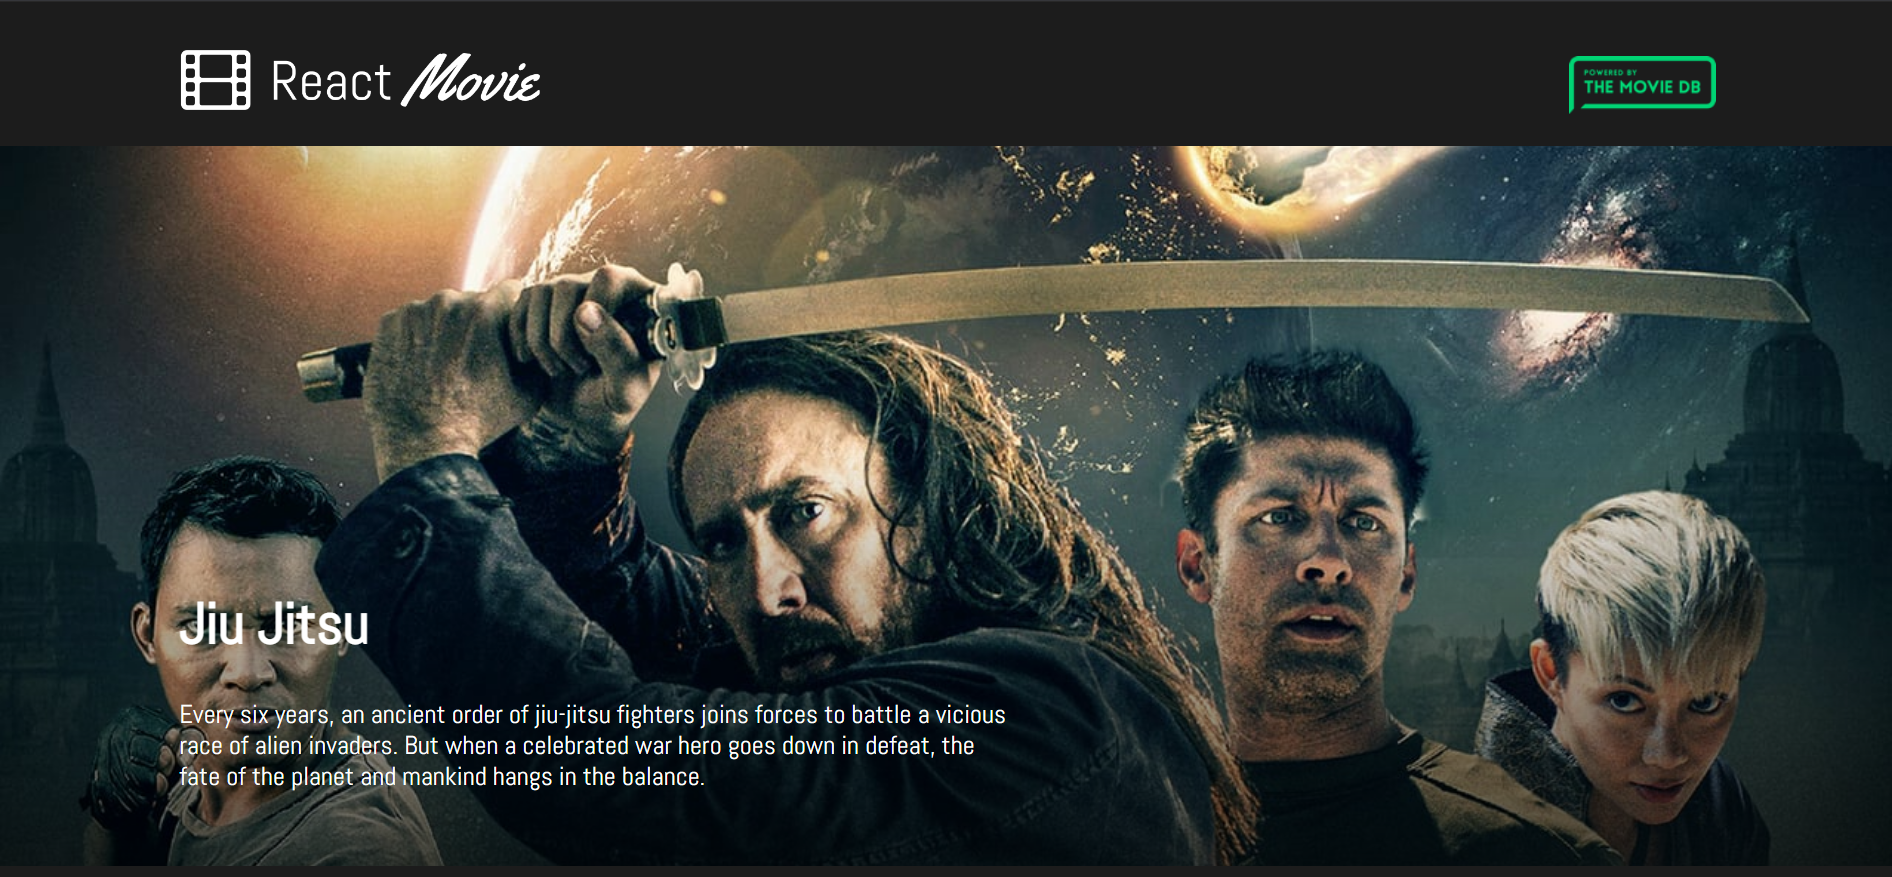 React Movie
POWERED BY
THE MOVIE DB
Jiu Jitsu
Every six years, an ancient order of jiu-jitsu fighters joins forces to battle a vicious
race of alien invaders. But when a celebrated war hero goes down in defeat, the
fate of the planet and mankind hangs in the balance.